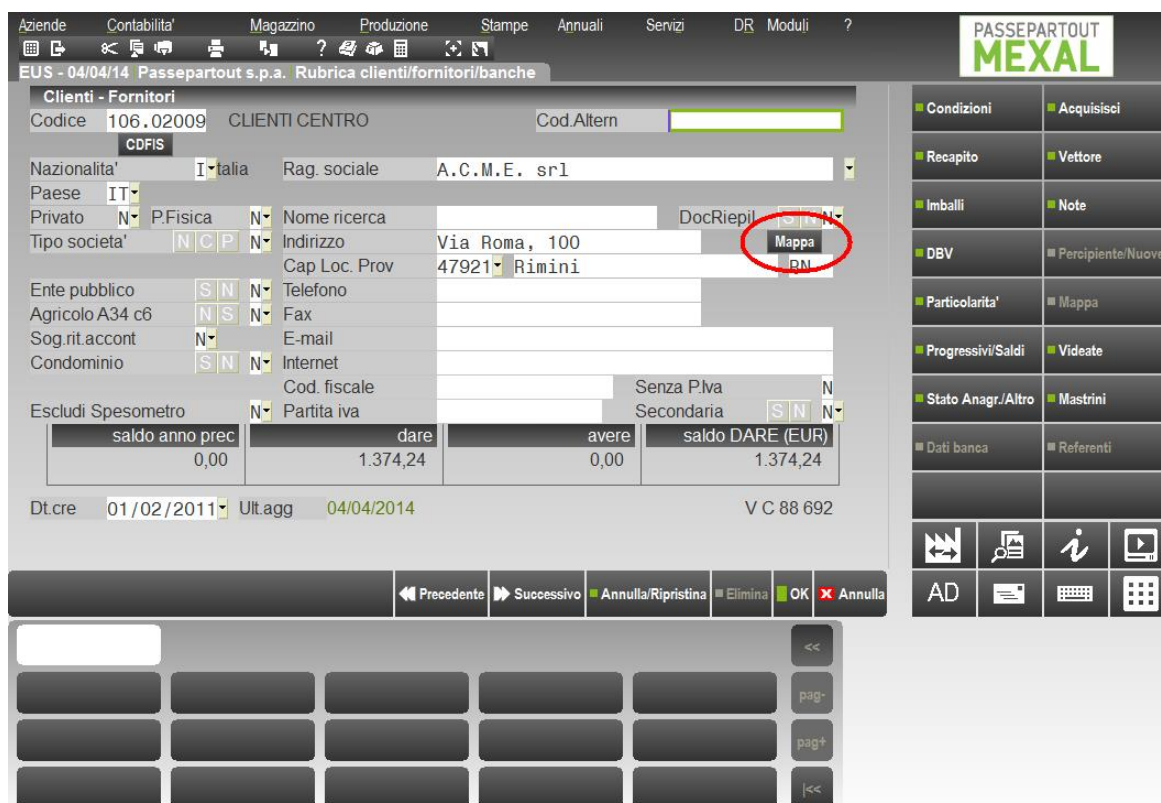 Aziende Contabilita' Magazzino Produzione Stampe Annuali Servizi DR Moduli ?
?
PASSEPARTOUT
MEXAL
EUS - 04/04/14 Passepartout s.p.a. Rubrica clienti/fornitori/banche
Clienti - Fornitori
Codice 106.02009 CLIENTI CENTRO Cod.Altern
CDFIS
Nazionalita' I talia Rag. sociale A.C.M.E. srl
Paese IT
Privato N P.Fisica N Nome ricerca DocRiepil S N N
Tipo societa' N C P N Indirizzo Via Roma, 100 Mappa
Cap Loc. Prov 47921 Rimini RN
Ente pubblico S N N Telefono
Agricolo A34 c6 N S N Fax
Sog.rit.accont N E-mail
Condominio S N N Internet
Cod. fiscale Senza P.Iva N
Escludi Spesometro N Partita iva Secondaria S N N
saldo anno prec dare avere saldo DARE (EUR)
0,00 1.374,24 0,00 1.374,24
Dt.cre 01/02/2011 Ult.agg 04/04/2014 V C 88 692
Precedente Successivo Annulla/Ripristina Elimina OK X Annulla
Condizioni Acquisisci
Recapito Vettore
Imballi Note
DBV Percipiente/Nuove
Particolarita' Mappa
Progressivi/Saldi Videate
Stato Anagr./Altro Mastrini
Dati banca Referenti
i
AD
<<
pag-
pag+
|<<